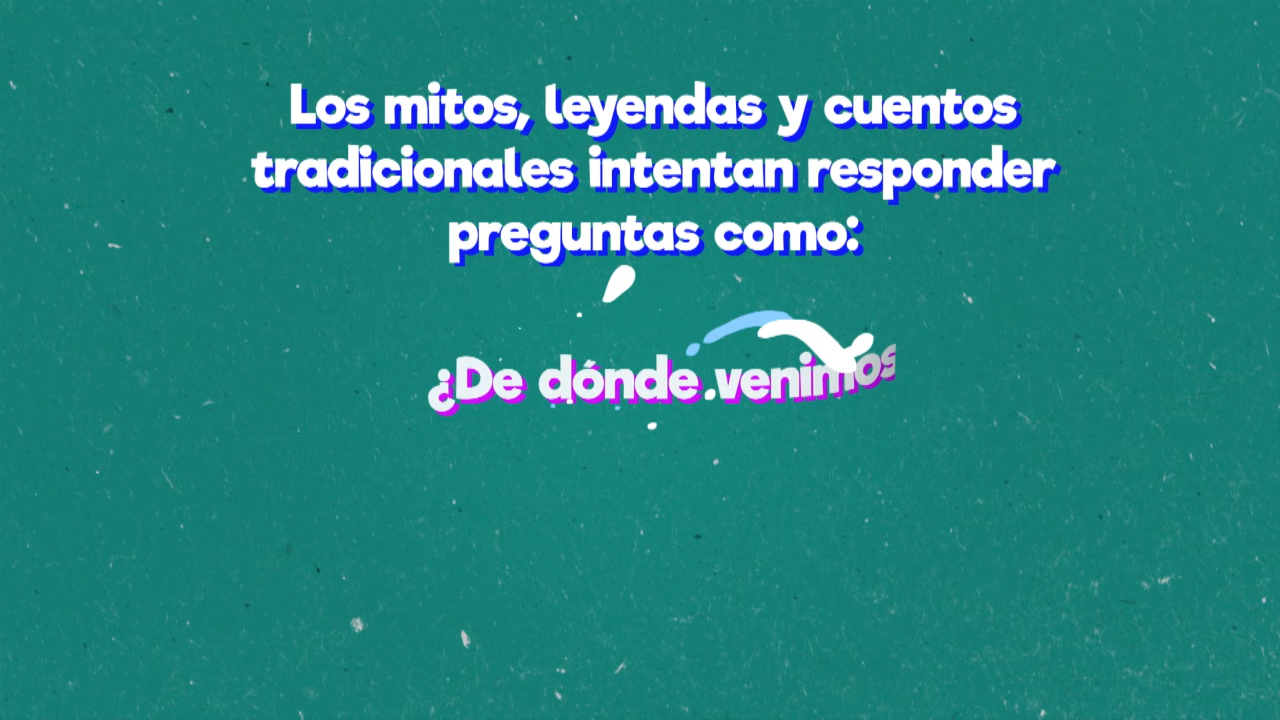 Los mitos, leyendas y cuentos
tradicionales intentan responder
preguntas como:
¿De dónde venimos